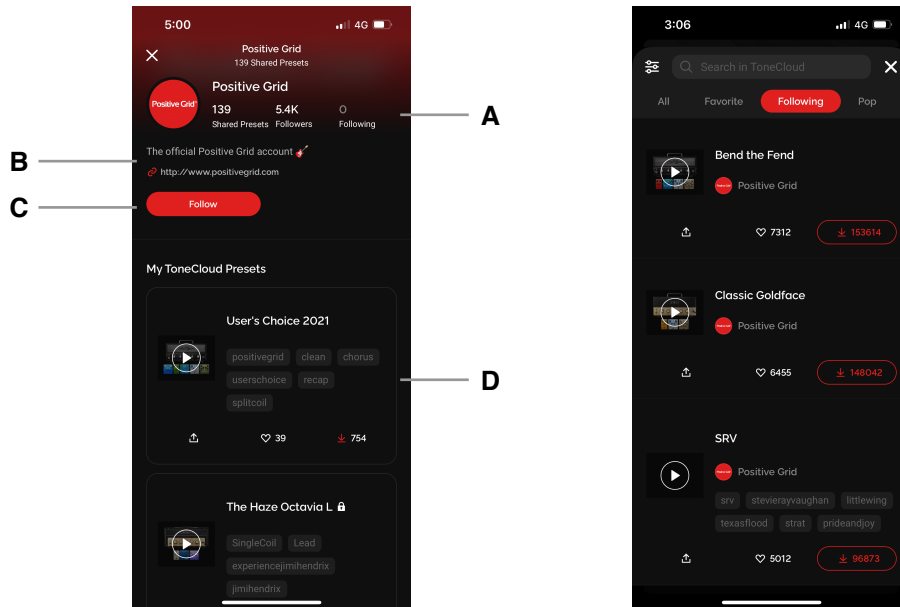 5:00
4G
Positive Grid
139 Shared Presets
Positive Grid
Positive Grid
139 5.4K 0
Shared Presets Followers Following
A
The official Positive Grid account
B
http://www.positivegrid.com
C
Follow
My ToneCloud Presets
User's Choice 2021
positivegrid clean chorus
userschoice recap
D
splitcoil
39 754
The Haze Octavia L
SingleCoil Lead
experiencejimihendrix
jimihendrix
3:06
4G
Search in ToneCloud
All Favorite Following Pop
Bend the Fend
Positive Grid
7312 153614
Classic Goldface
Positive Grid
6455 148042
SRV
Positive Grid
srv stevierayvaughan littlewing
texasflood strat prideandjoy
5012 96873